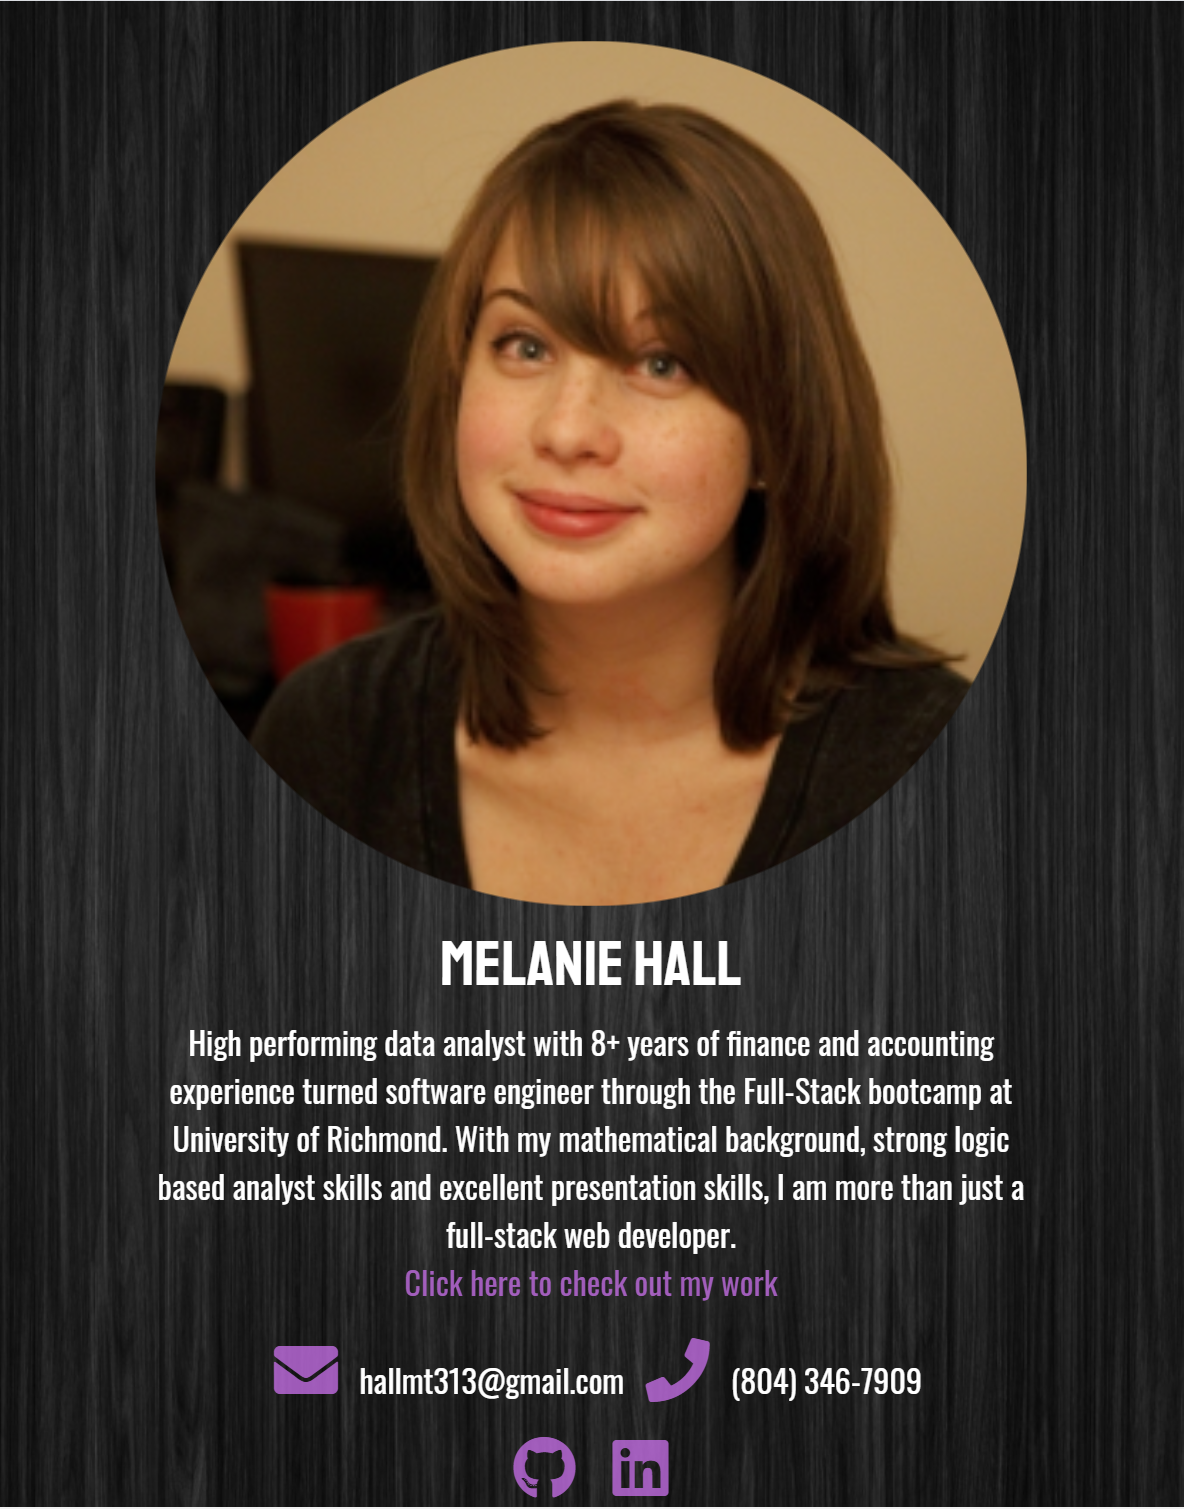 MELANIE HALL
High performing data analyst with 8+ years of finance and accounting
experience turned software engineer through the Full-Stack bootcamp at
University of Richmond. With my mathematical background, strong logic
based analyst skills and excellent presentation skills, I am more than just a
full-stack web developer.
Click here to check out my work
hallmt313@gmail.com (804) 346-7909
in